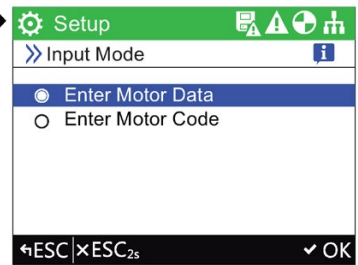 Setup
Input Mode
Enter Motor Data
Enter Motor Code
ESC|×ESC2s ✓ OK